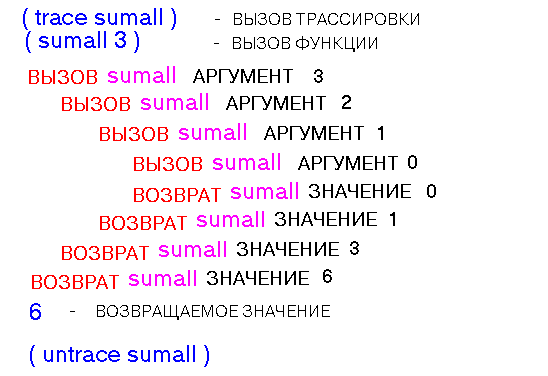 ( trace sumall ) - ВЫЗОВ ТРАССИРОВКИ
( sumall 3 ) - ВЫЗОВ ФУНКЦИИ
ВЫЗОВ sumall АРГУМЕНТ 3
ВЫЗОВ sumall АРГУМЕНТ 2
ВЫЗОВ sumall АРГУМЕНТ 1
ВЫЗОВ sumall АРГУМЕНТ 0
ВОЗВРАТ sumall ЗНАЧЕНИЕ 0
ВОЗВРАТ sumall ЗНАЧЕНИЕ 1
ВОЗВРАТ sumall ЗНАЧЕНИЕ 3
ВОЗВРАТ sumall ЗНАЧЕНИЕ 6
6 - ВОЗВРАЩАЕМОЕ ЗНАЧЕНИЕ
( untrace sumall )